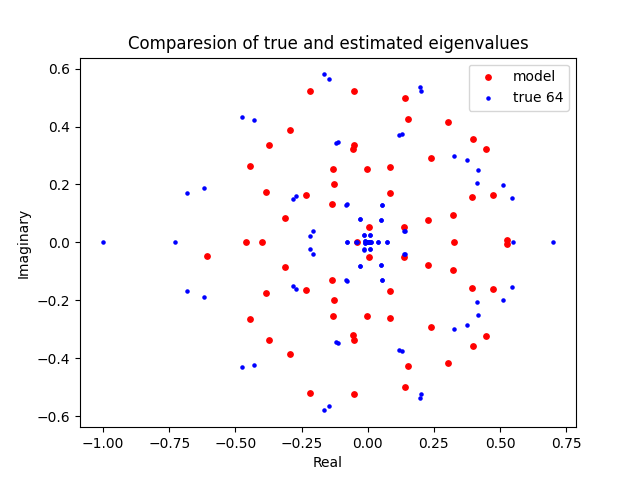 Comparesion of true and estimated eigenvalues
model
true 64
0.6
0.4
0.2
0.0
−0.2
−0.4
−0.6
Imaginary
−1.00 −0.75 −0.50 −0.25 0.00 0.25 0.50 0.75
Real